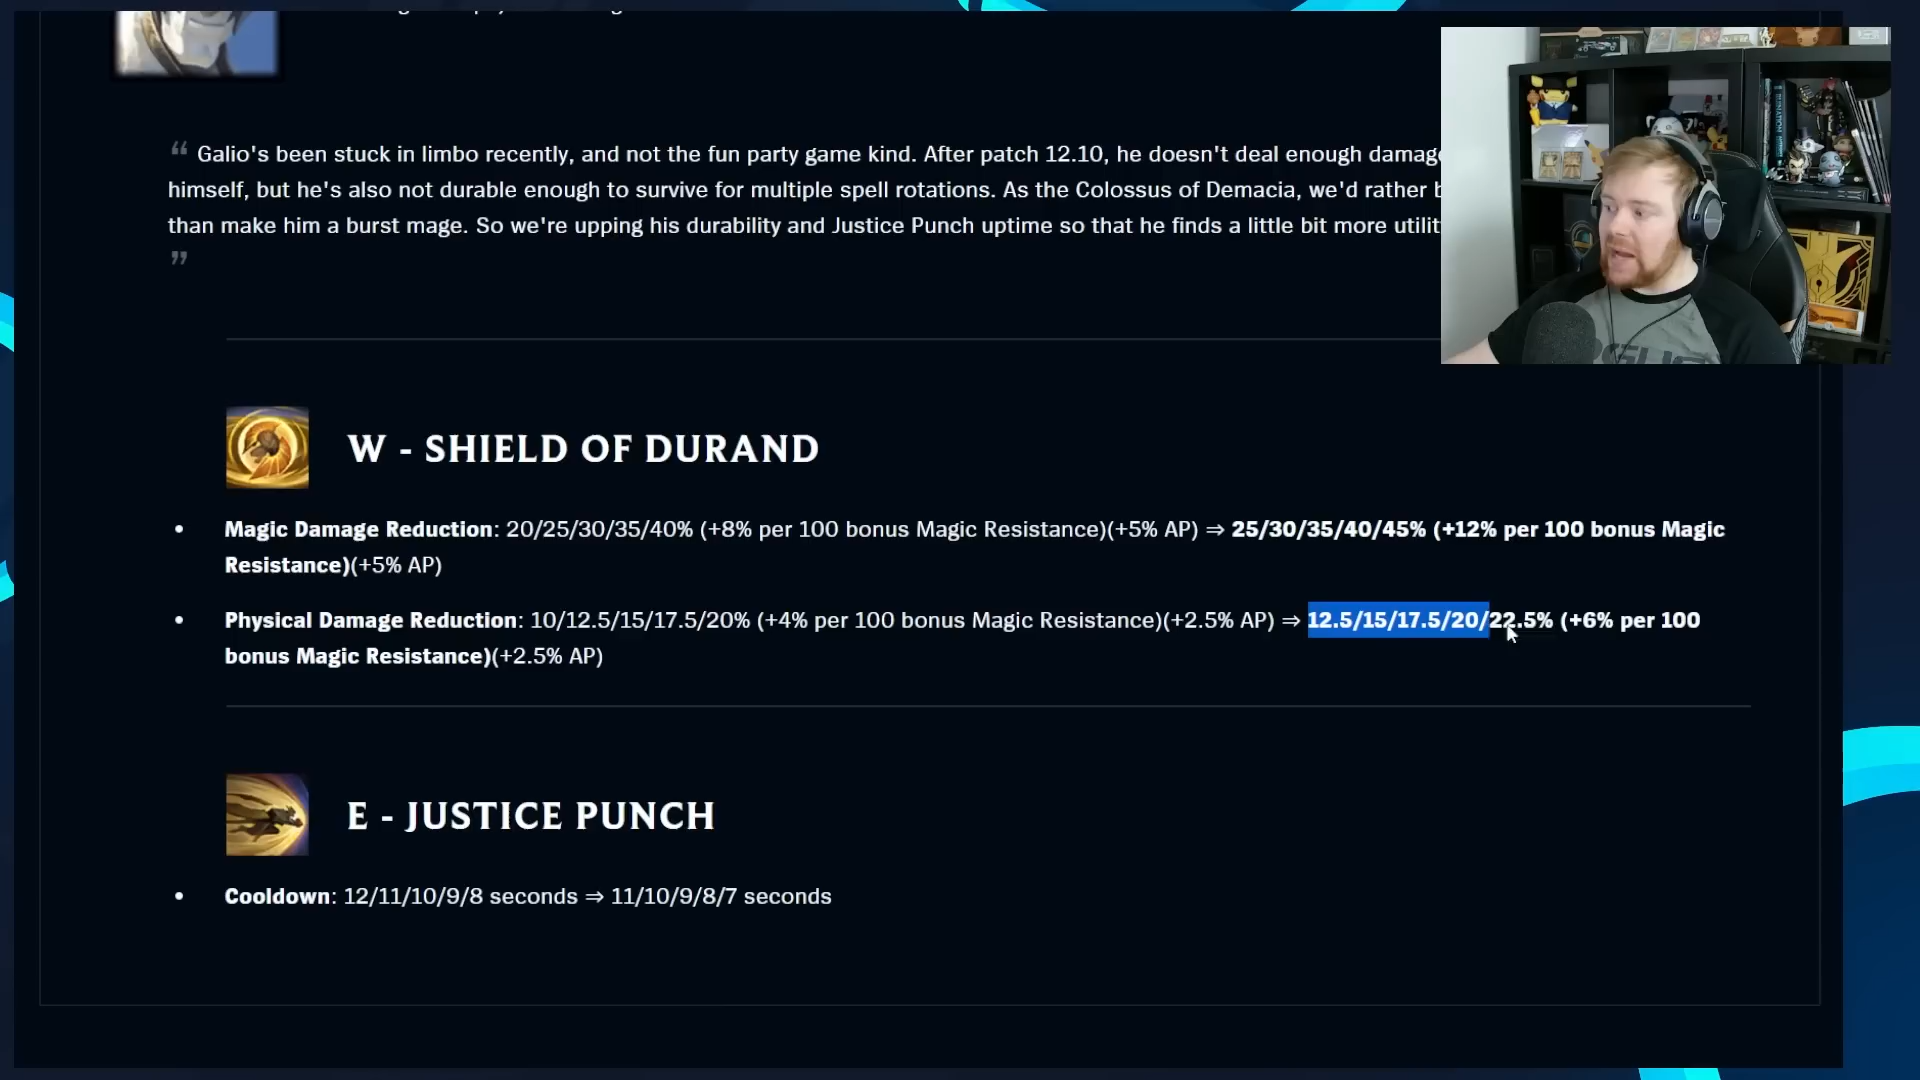 “ Galio's been stuck in limbo recently, and not the fun party game kind. After patch 12.10, he doesn't deal enough damage
himself, but he's also not durable enough to survive for multiple spell rotations. As the Colossus of Demacia, we'd rather
than make him a burst mage. So we're upping his durability and Justice Punch uptime so that he finds a little bit more
”
W - SHIELD OF DURAND
• Magic Damage Reduction: 20/25/30/35/40% (+8% per 100 bonus Magic Resistance)(+5% AP) ⇒ 25/30/35/40/45% (+12% per 100 bonus Magic
Resistance)(+5% AP)
• Physical Damage Reduction: 10/12.5/15/17.5/20% (+4% per 100 bonus Magic Resistance)(+2.5% AP) ⇒ 12.5/15/17.5/20/22.5% (+6% per 100
bonus Magic Resistance)(+2.5% AP)
E - JUSTICE PUNCH
• Cooldown: 12/11/10/9/8 seconds ⇒ 11/10/9/8/7 seconds